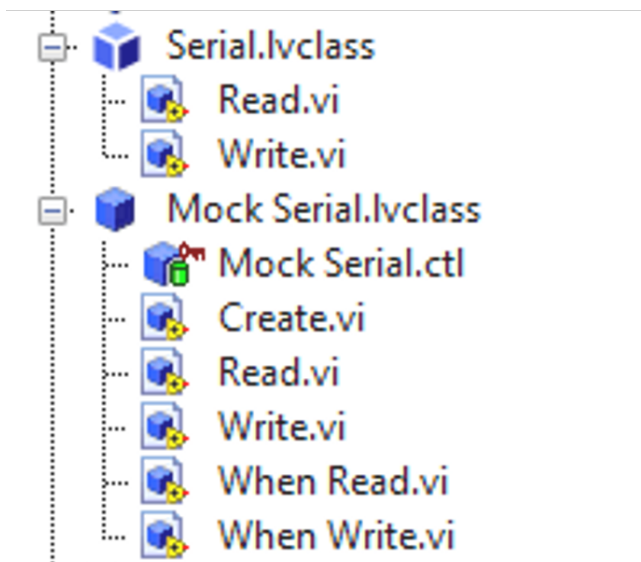 Serial.lvclass
Read.vi
Write.vi
Mock Serial.lvclass
Mock Serial.ctl
Create.vi
Read.vi
Write.vi
When Read.vi
When Write.vi